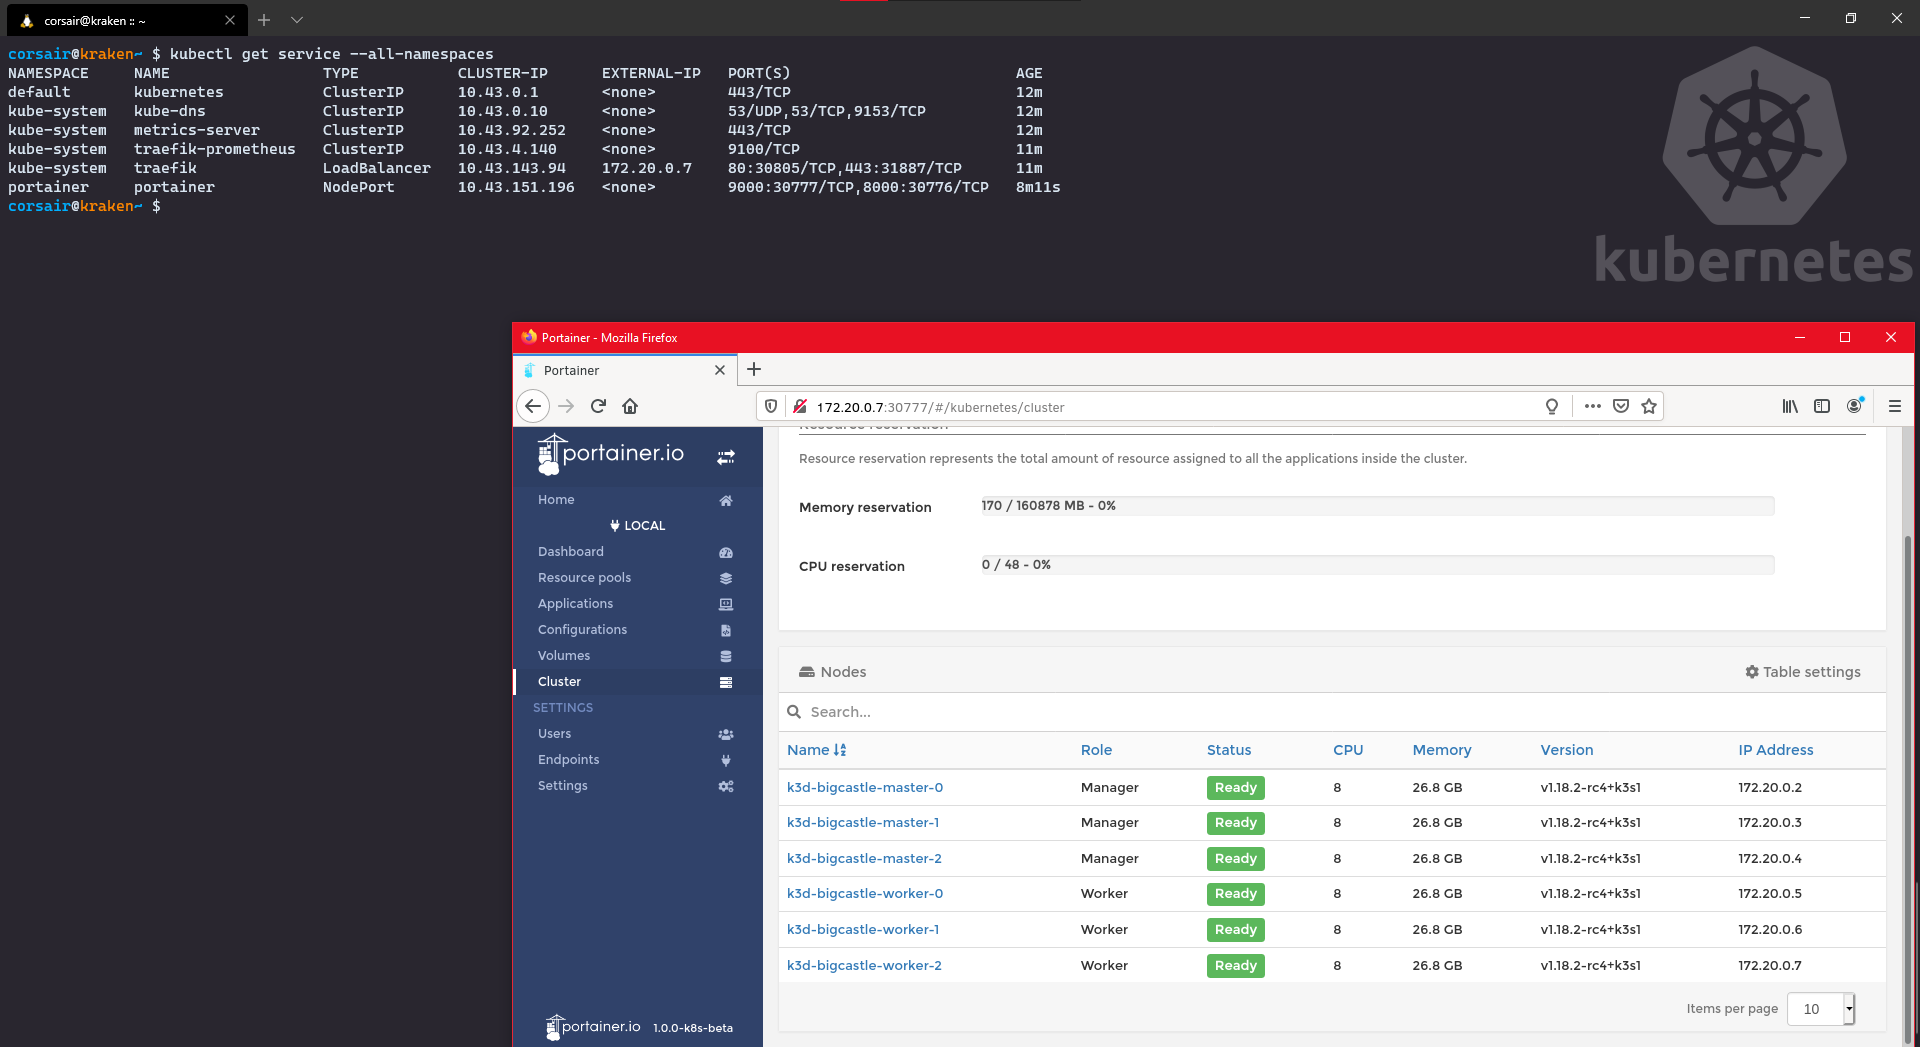 corsair@kraken :: ~
corsair@kraken~ $ kubectl get service --all-namespaces
NAMESPACE NAME TYPE CLUSTER-IP EXTERNAL-IP PORT(S) AGE
default kubernetes ClusterIP 10.43.0.1 <none> 443/TCP 12m
kube-system kube-dns ClusterIP 10.43.0.10 <none> 53/UDP,53/TCP,9153/TCP 12m
kube-system metrics-server ClusterIP 10.43.92.252 <none> 443/TCP 12m
kube-system traefik-prometheus ClusterIP 10.43.4.140 <none> 9100/TCP 11m
kube-system traefik LoadBalancer 10.43.143.94 172.20.0.7 80:30805/TCP,443:31887/TCP 11m
portainer portainer NodePort 10.43.151.196 <none> 9000:30777/TCP,8000:30776/TCP 8m11s
corsair@kraken~ $
kubernetes
Portainer - Mozilla Firefox
Portainer
172.20.0.7:30777/#/kubernetes/cluster
portainer.io
Home
LOCAL
Dashboard
Resource pools
Applications
Configurations
Volumes
Cluster
SETTINGS
Users
Endpoints
Settings
portainer.io 1.0.0-k8s-beta
Resource reservation
Resource reservation represents the total amount of resource assigned to all the applications inside the cluster.
Memory reservation 170 / 160878 MB - 0%
CPU reservation 0 / 48 - 0%
Nodes Table settings
Search...
Name Role Status CPU Memory Version IP Address
k3d-bigcastle-master-0 Manager Ready 8 26.8 GB v1.18.2-rc4+k3s1 172.20.0.2
k3d-bigcastle-master-1 Manager Ready 8 26.8 GB v1.18.2-rc4+k3s1 172.20.0.3
k3d-bigcastle-master-2 Manager Ready 8 26.8 GB v1.18.2-rc4+k3s1 172.20.0.4
k3d-bigcastle-worker-0 Worker Ready 8 26.8 GB v1.18.2-rc4+k3s1 172.20.0.5
k3d-bigcastle-worker-1 Worker Ready 8 26.8 GB v1.18.2-rc4+k3s1 172.20.0.6
k3d-bigcastle-worker-2 Worker Ready 8 26.8 GB v1.18.2-rc4+k3s1 172.20.0.7
Items per page 10